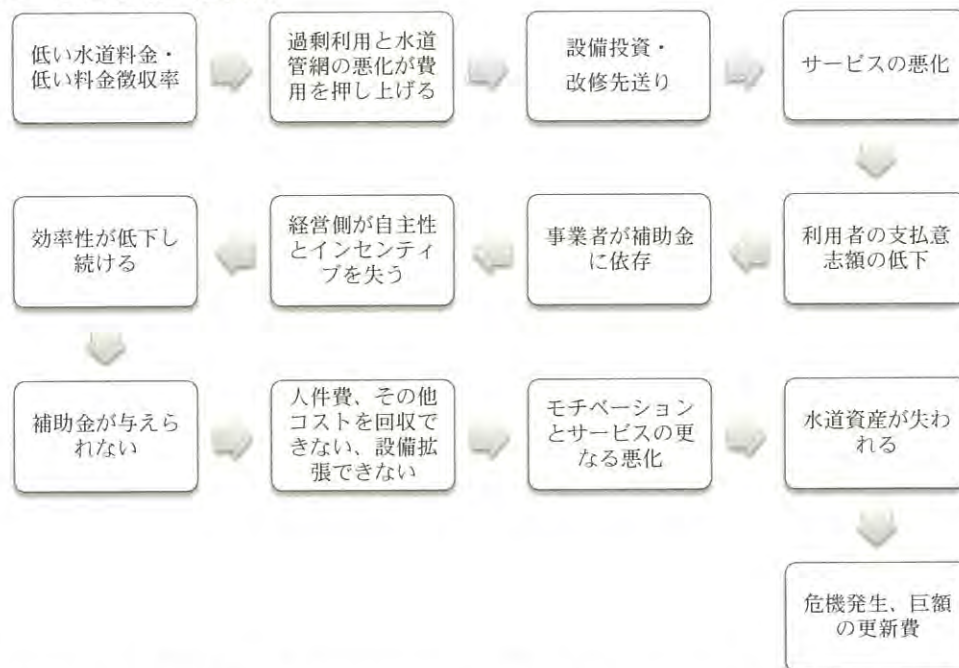 低い水道料金・
低い料金徴収率
過剰利用と水道
管網の悪化が費
用を押し上げる
設備投資・
改修先送り
サービスの悪化
利用者の支払意
志額の低下
事業者が補助金
に依存
経営側が自主性
とインセンティ
ブを失う
効率性が低下し
続ける
補助金が与えら
れない
人件費、その他
コストを回収で
きない、設備拡
張できない
モチベーション
とサービスの更
なる悪化
水道資産が失わ
れる
危機発生、巨額
の更新費